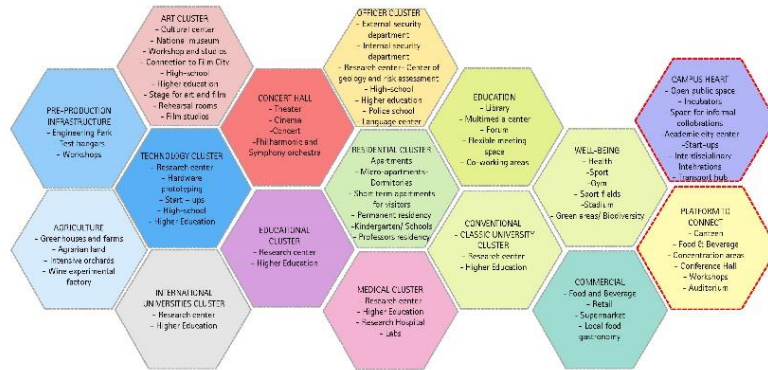 ART CLUSTER
- Cultural center
- National museum
- Workshop and studios
- Connection to Film City
- High-school
- Higher education
- Stage for art and film
- Rehearsal rooms
- Film studios
OFFICER CLUSTER
- External security
department
- Internal security
department
- Research center- Center of
geology and risk assessment
- High-school
- Higher education
- Police school
- Language center
PRE-PRODUCTION
INFRASTRUCTURE
- Engineering Park
Test hangars
- Workshops
CONCERT HALL
- Theater
- Cinema
- Concert
-Philharmonic and
Symphony orchestra
EDUCATION
- Library
- Multimedia center
- Forum
- Flexible meeting
space
- Co-working areas
CAMPUS HEART
- Open public space
- Incubators
Space for informal
collobrations
Academic city center
-Start-ups
- Interdisciplinary
Intehrations
- Transport hub
TECHNOLOGY CLUSTER
- Research center
- Hardware
prototyping
- Start - ups
- High-school
- Higher Education
RESIDENTIAL CLUSTER
Apartments
- Micro-apartments-
Dormitories
- Short term apartments
for visitors
- Permanent residency
-Kindergarten/ Schools
- Professors residency
WELL-BEING
- Health
-Sport
- Gym
- Sport fields
-Stadium
- Green areas/ Biodiversity
AGRICULTURE
- Greenhouses and farms
- Agrarian land
- Intensive orchards
- Wine experimental
factory
EDUCATIONAL
CLUSTER
- Research center
- Higher Education
CONVENTIONAL
- CLASSIC UNIVERSITY
CLUSTER
- Research center
- Higher Education
PLATFORM TO
CONNECT
- Canteen
- Food & Beverage
- Concentration areas
- Conference Hall
- Workshops
- Auditorium
INTERNATIONAL
UNIVERSITIES CLUSTER
- Research center
- Higher Education
MEDICAL CLUSTER
- Research center
- Higher Education
- Research Hospital
- Labs
COMMERCIAL
- Food and Beverage
- Retail
- Supermarket
- Local food
gastronomy